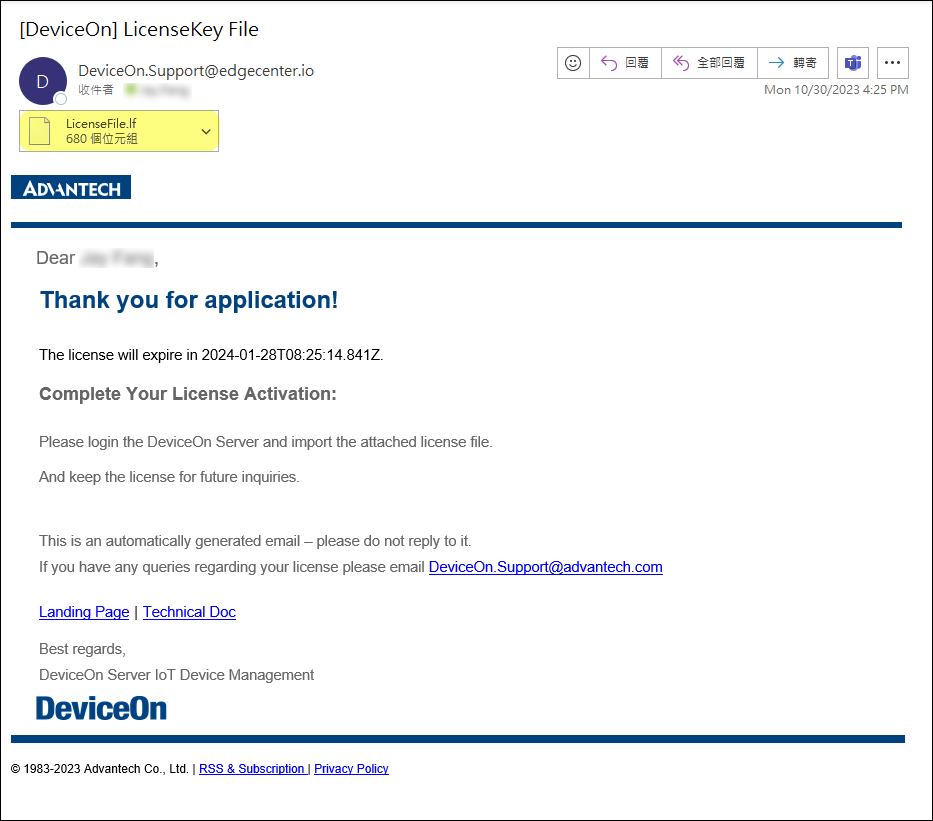 [DeviceOn] LicenseKey File
D
DeviceOn.Support@edgecenter.io
收件者
回覆
全部回覆
轉寄
Mon 10/30/2023 4:25 PM
LicenseFile.lf
680 個位元組
ADVANTECH
Dear ,
Thank you for application!
The license will expire in 2024-01-28T08:25:14.841Z.
Complete Your License Activation:
Please login the DeviceOn Server and import the attached license file.
And keep the license for future inquiries.
This is an automatically generated email – please do not reply to it.
If you have any queries regarding your license please email DeviceOn.Support@advantech.com
Landing Page | Technical Doc
Best regards,
DeviceOn Server IoT Device Management
DeviceOn
© 1983-2023 Advantech Co., Ltd. | RSS & Subscription | Privacy Policy